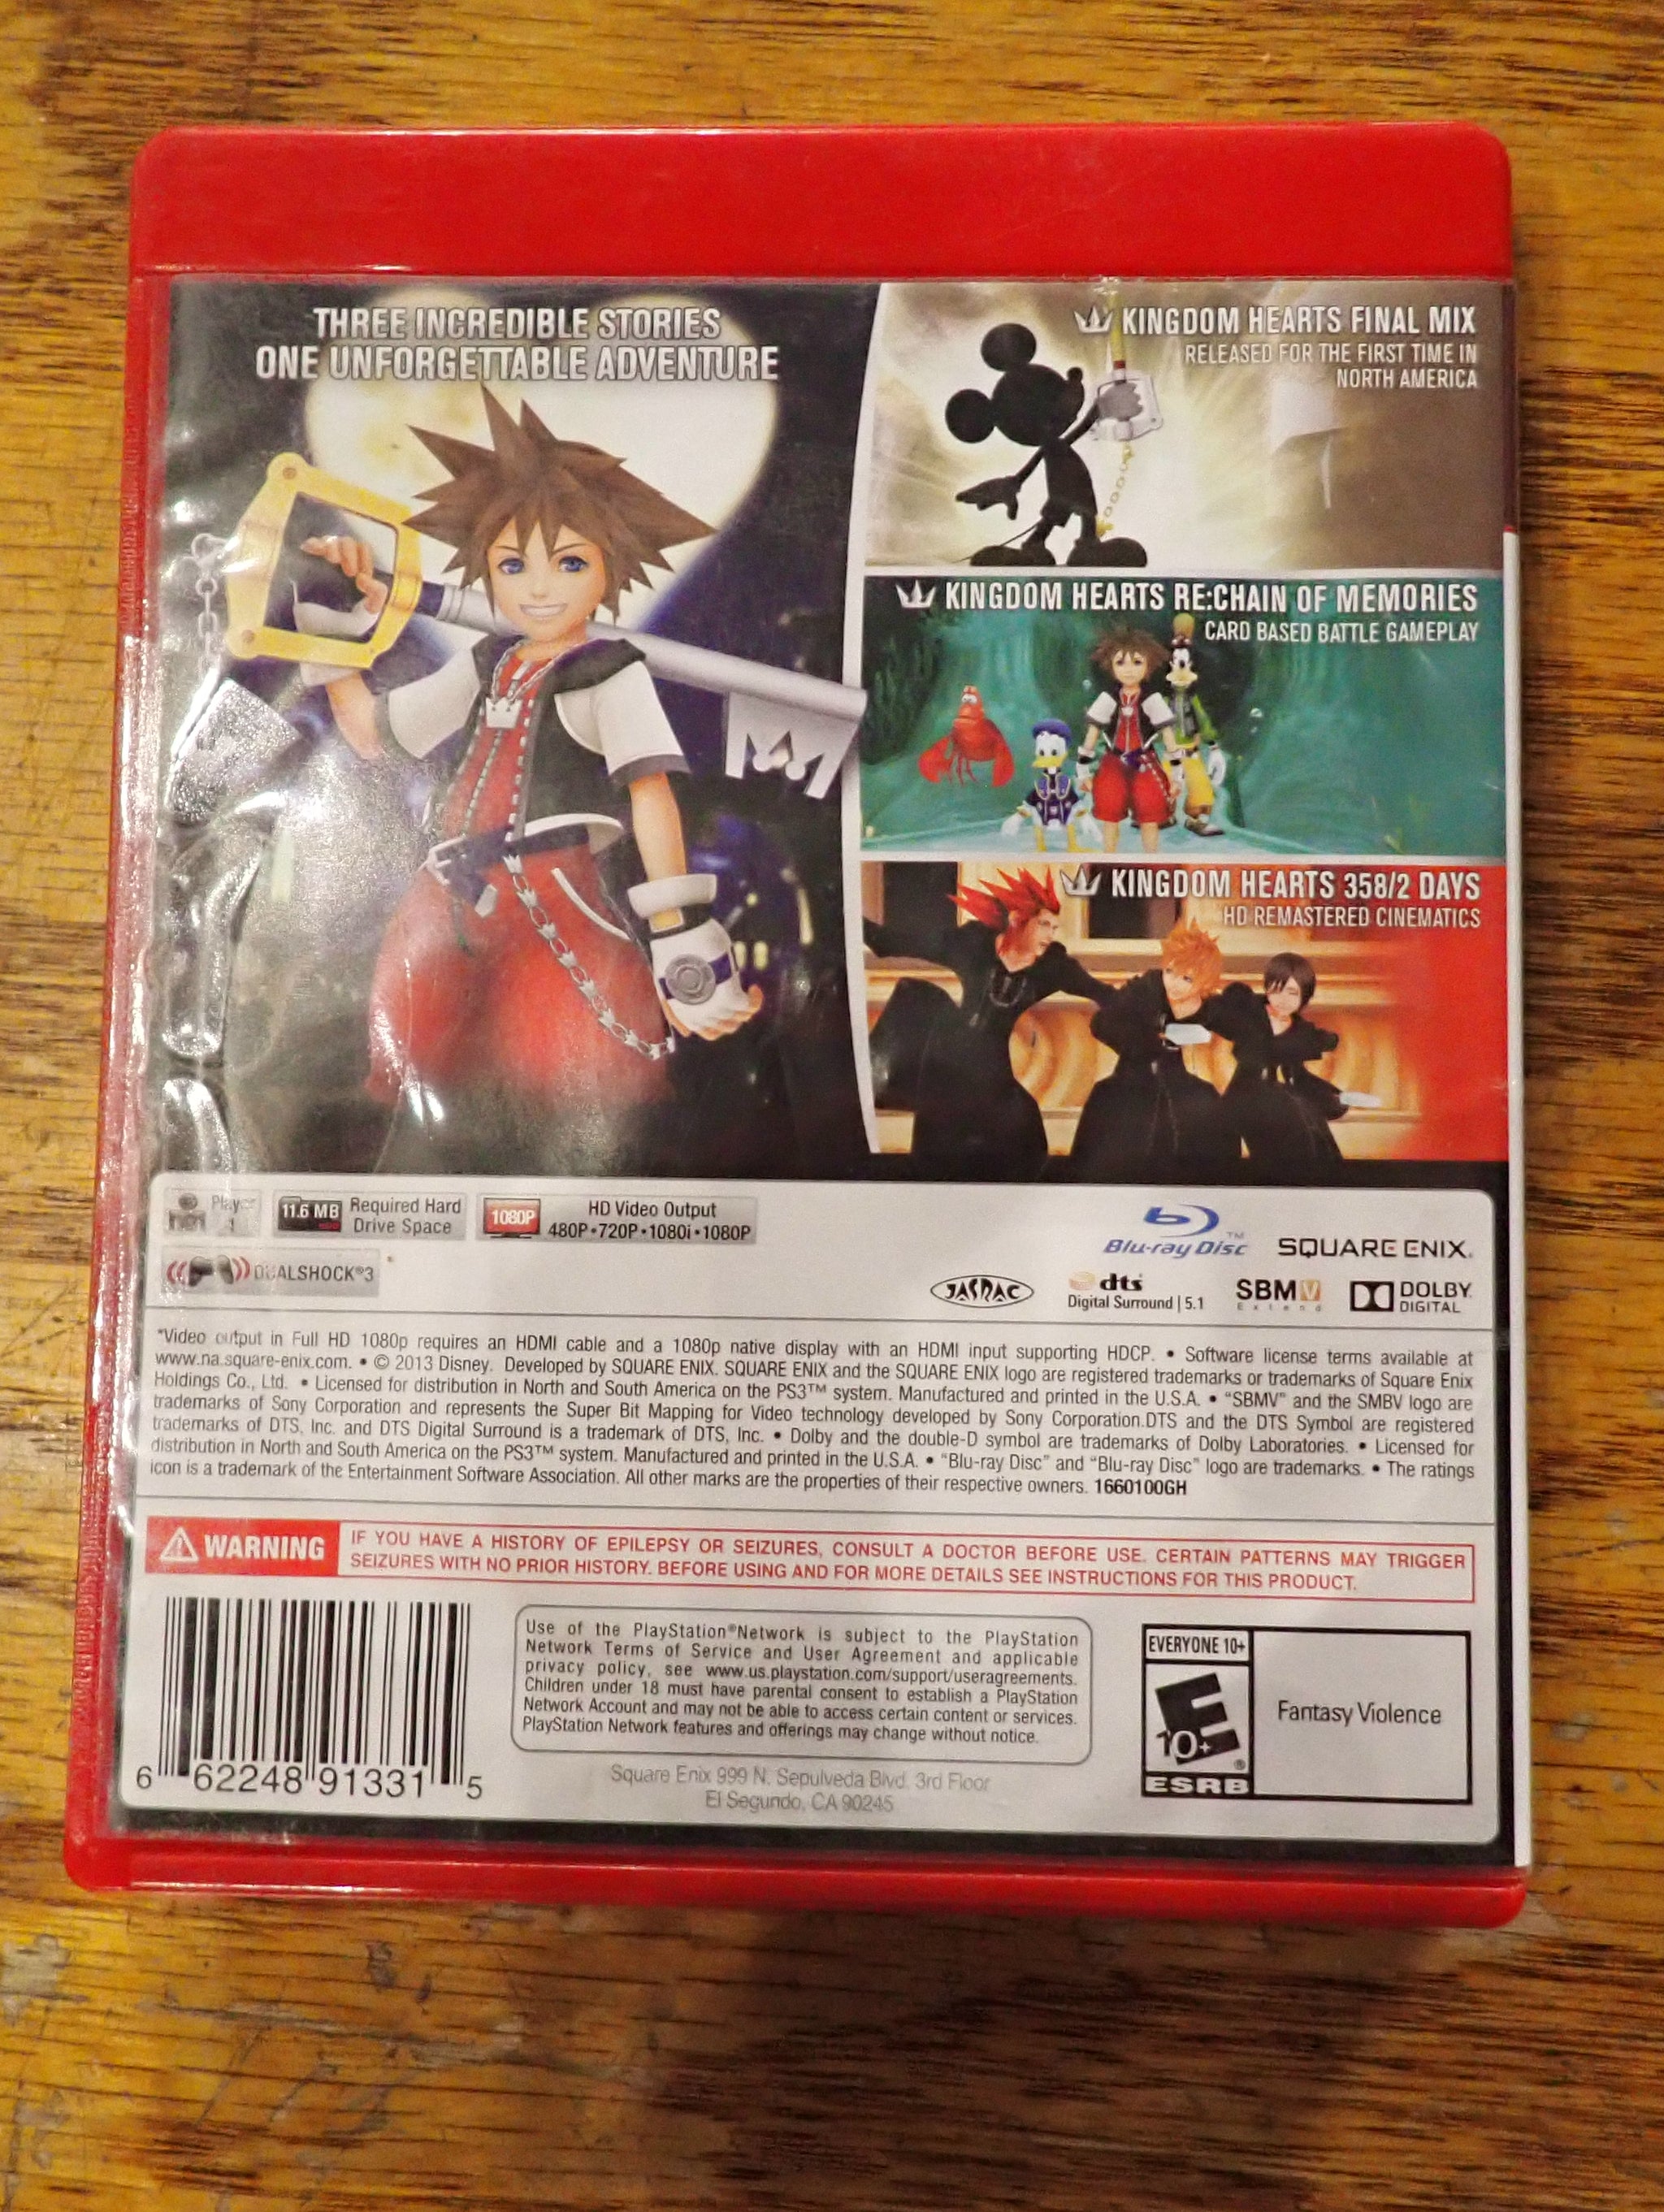 THREE INCREDIBLE STORIES
ONE UNFORGETTABLE ADVENTURE
KINGDOM HEARTS FINAL MIX
RELEASED FOR THE FIRST TIME IN
NORTH AMERICA
KINGDOM HEARTS RE:CHAIN OF MEMORIES
CARD BASED BATTLE GAMEPLAY
KINGDOM HEARTS 358/2 DAYS
HD REMASTERED CINEMATICS
Player
1
11.6 MB
Required Hard
Drive Space
1080P
HD Video Output
480P•720P•1080i•1080P
DUALSHOCK®3
Blu-ray Disc™
SQUARE ENIX.
JASRAC
dts
Digital Surround | 5.1
SBMV
Extend
DOLBY
DIGITAL
*Video output in Full HD 1080p requires an HDMI cable and a 1080p native display with an HDMI input supporting HDCP. • Software license terms available at
www.na.square-enix.com. • © 2013 Disney. Developed by SQUARE ENIX. SQUARE ENIX and the SQUARE ENIX logo are registered trademarks or trademarks of Square Enix
Holdings Co., Ltd. • Licensed for distribution in North and South America on the PS3™ system. Manufactured and printed in the U.S.A. • “SBMV” and the SMBV logo are
trademarks of Sony Corporation and represents the Super Bit Mapping for Video technology developed by Sony Corporation.DTS and the DTS Symbol are registered
trademarks of DTS, Inc. and DTS Digital Surround is a trademark of DTS, Inc. • Dolby and the double-D symbol are trademarks of Dolby Laboratories. • Licensed for
distribution in North and South America on the PS3™ system. Manufactured and printed in the U.S.A. • “Blu-ray Disc” and “Blu-ray Disc” logo are trademarks. • The ratings
icon is a trademark of the Entertainment Software Association. All other marks are the properties of their respective owners. 1660100GH
WARNING
IF YOU HAVE A HISTORY OF EPILEPSY OR SEIZURES, CONSULT A DOCTOR BEFORE USE. CERTAIN PATTERNS MAY TRIGGER
SEIZURES WITH NO PRIOR HISTORY. BEFORE USING AND FOR MORE DETAILS SEE INSTRUCTIONS FOR THIS PRODUCT.
6 62248 91331 5
Use of the PlayStation®Network is subject to the PlayStation
Network Terms of Service and User Agreement and applicable
privacy policy, see www.us.playstation.com/support/useragreements.
Children under 18 must have parental consent to establish a PlayStation
Network Account and may not be able to access certain content or services.
PlayStation Network features and offerings may change without notice.
Square Enix 999 N. Sepulveda Blvd. 3rd Floor
El Segundo, CA 90245
EVERYONE 10+
E
10+
®
ESRB
Fantasy Violence